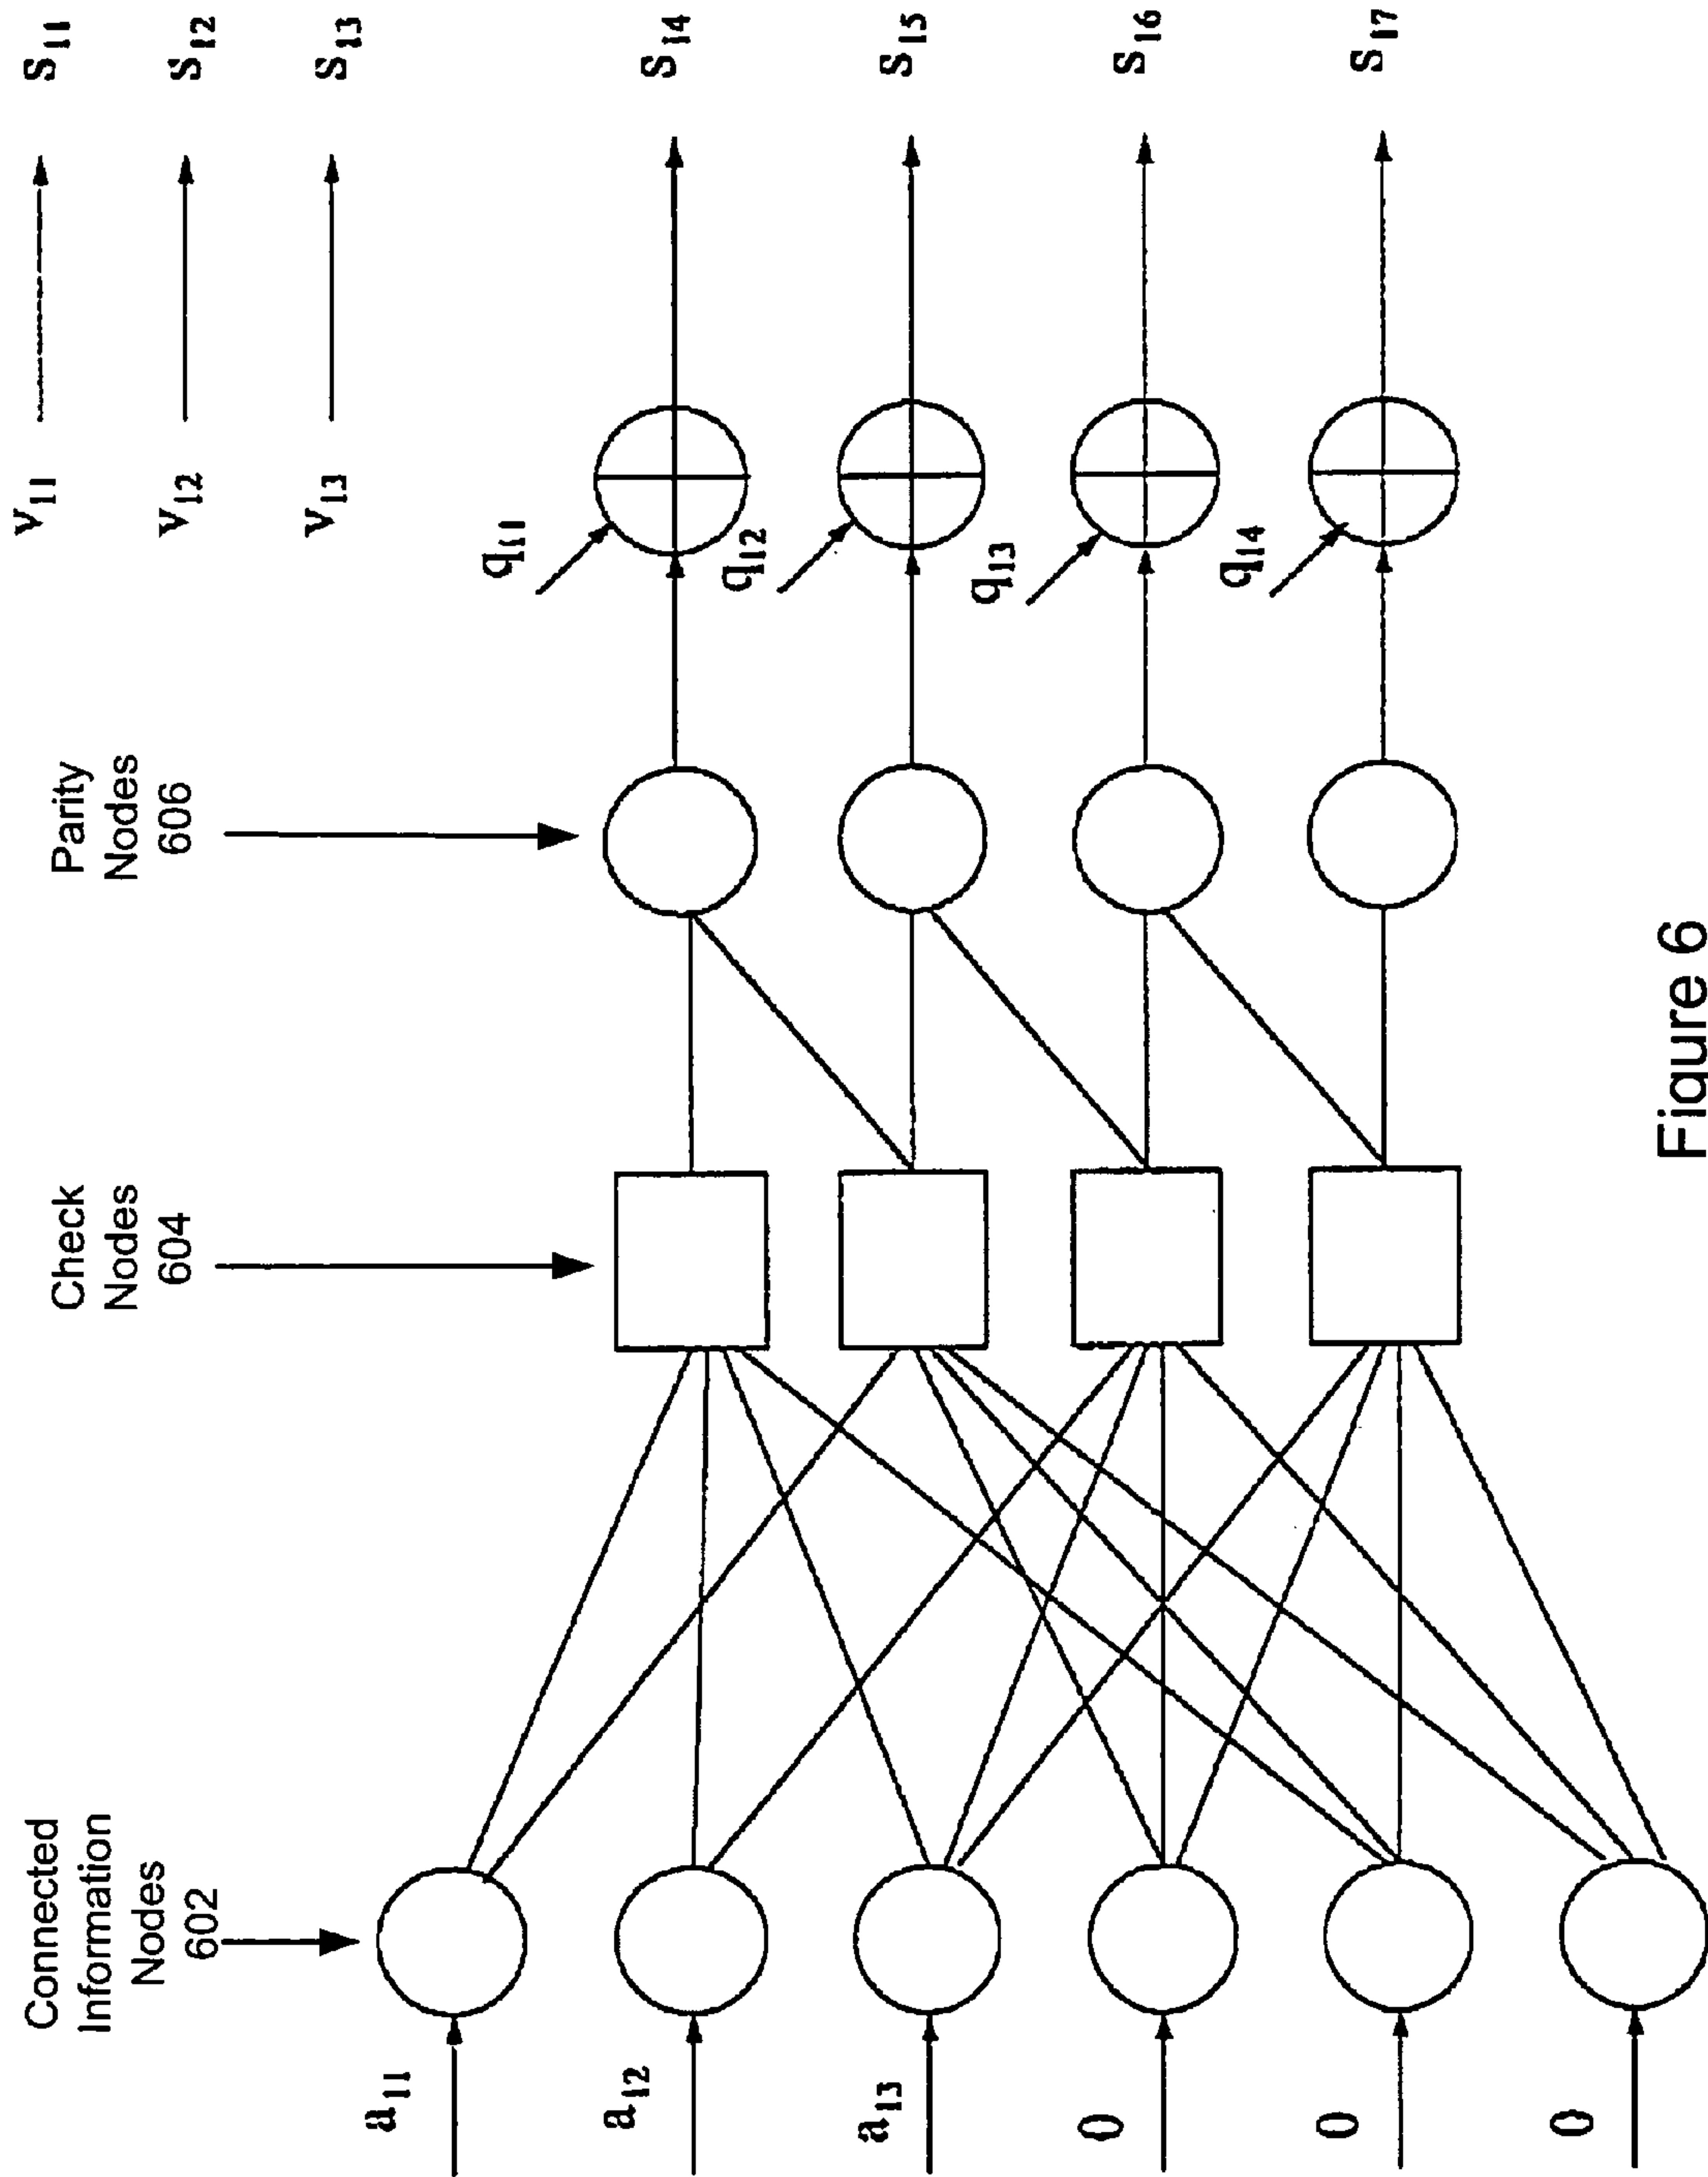 Connected
Information
Nodes
602
Check
Nodes
604
Parity
Nodes
606
v11 s11
v12 s12
v13 s13
a11
a12
a13
0
0
0
q11
q12
q13
q14
s14
s15
s16
s17
Figure 6